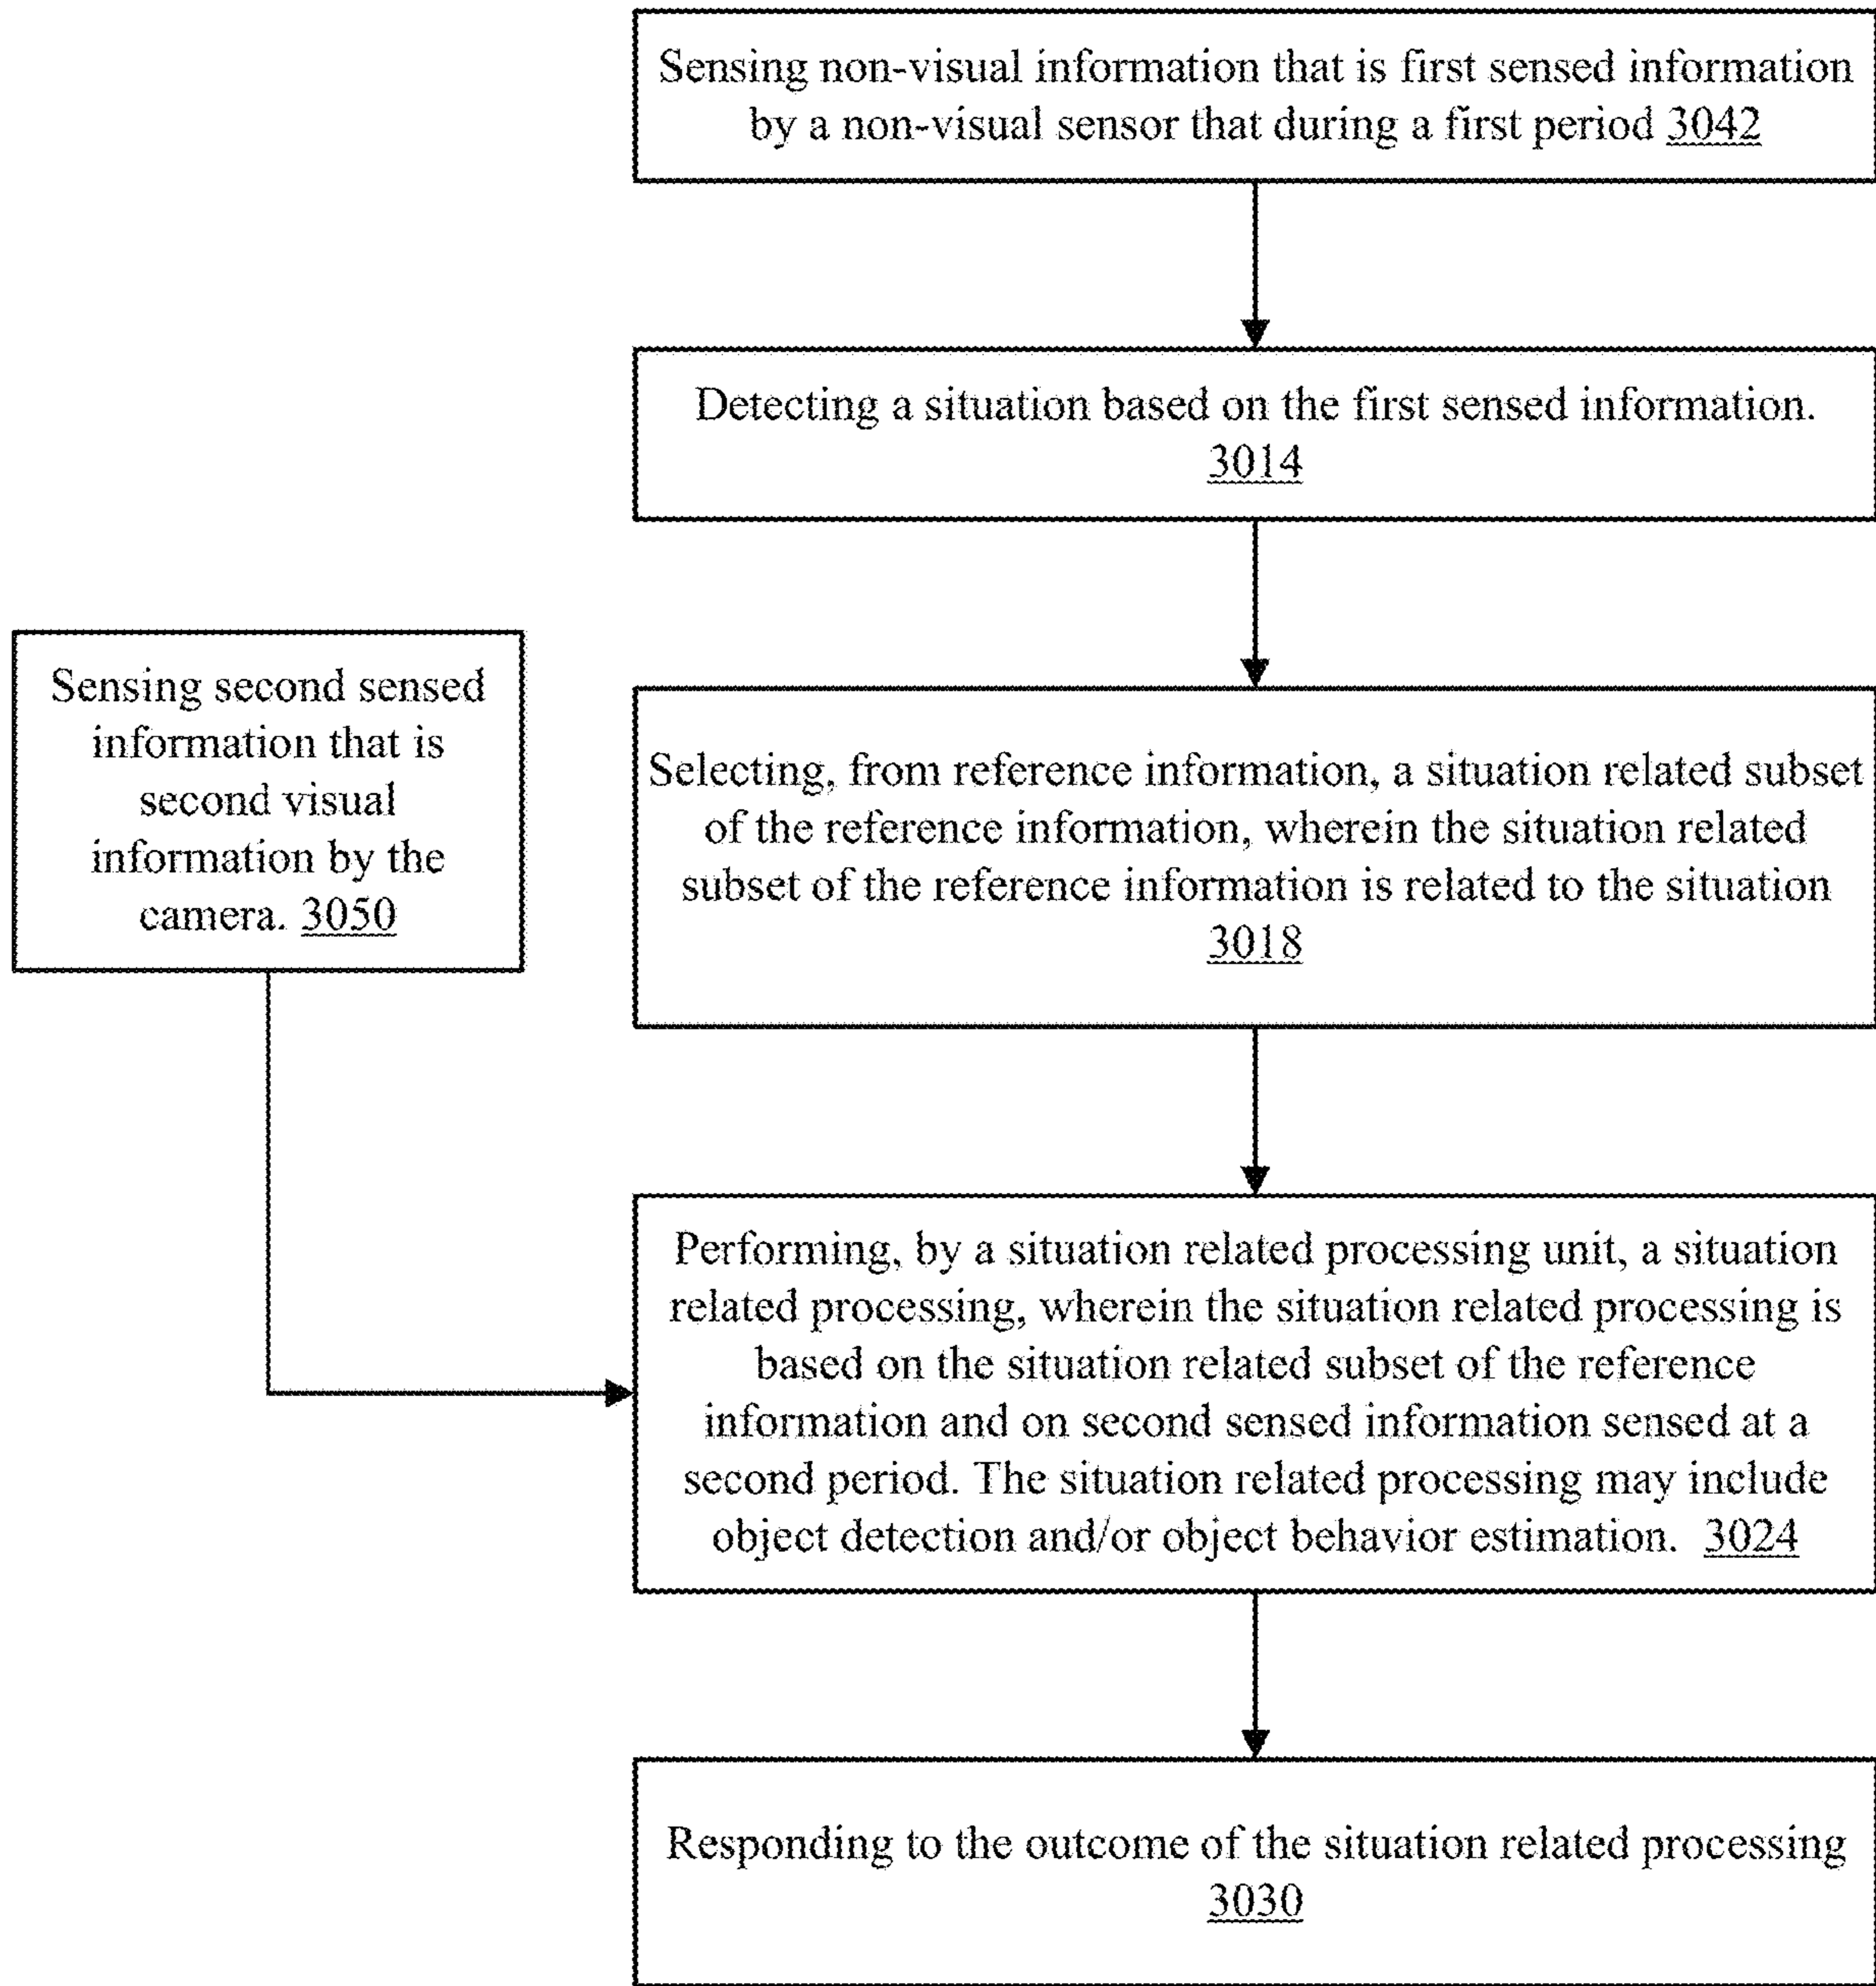 Sensing non-visual information that is first sensed information
by a non-visual sensor that during a first period 3042
Detecting a situation based on the first sensed information.
3014
Sensing second sensed
information that is
second visual
information by the
camera. 3050
Selecting, from reference information, a situation related subset
of the reference information, wherein the situation related
subset of the reference information is related to the situation
3018
Performing, by a situation related processing unit, a situation
related processing, wherein the situation related processing is
based on the situation related subset of the reference
information and on second sensed information sensed at a
second period. The situation related processing may include
object detection and/or object behavior estimation. 3024
Responding to the outcome of the situation related processing
3030